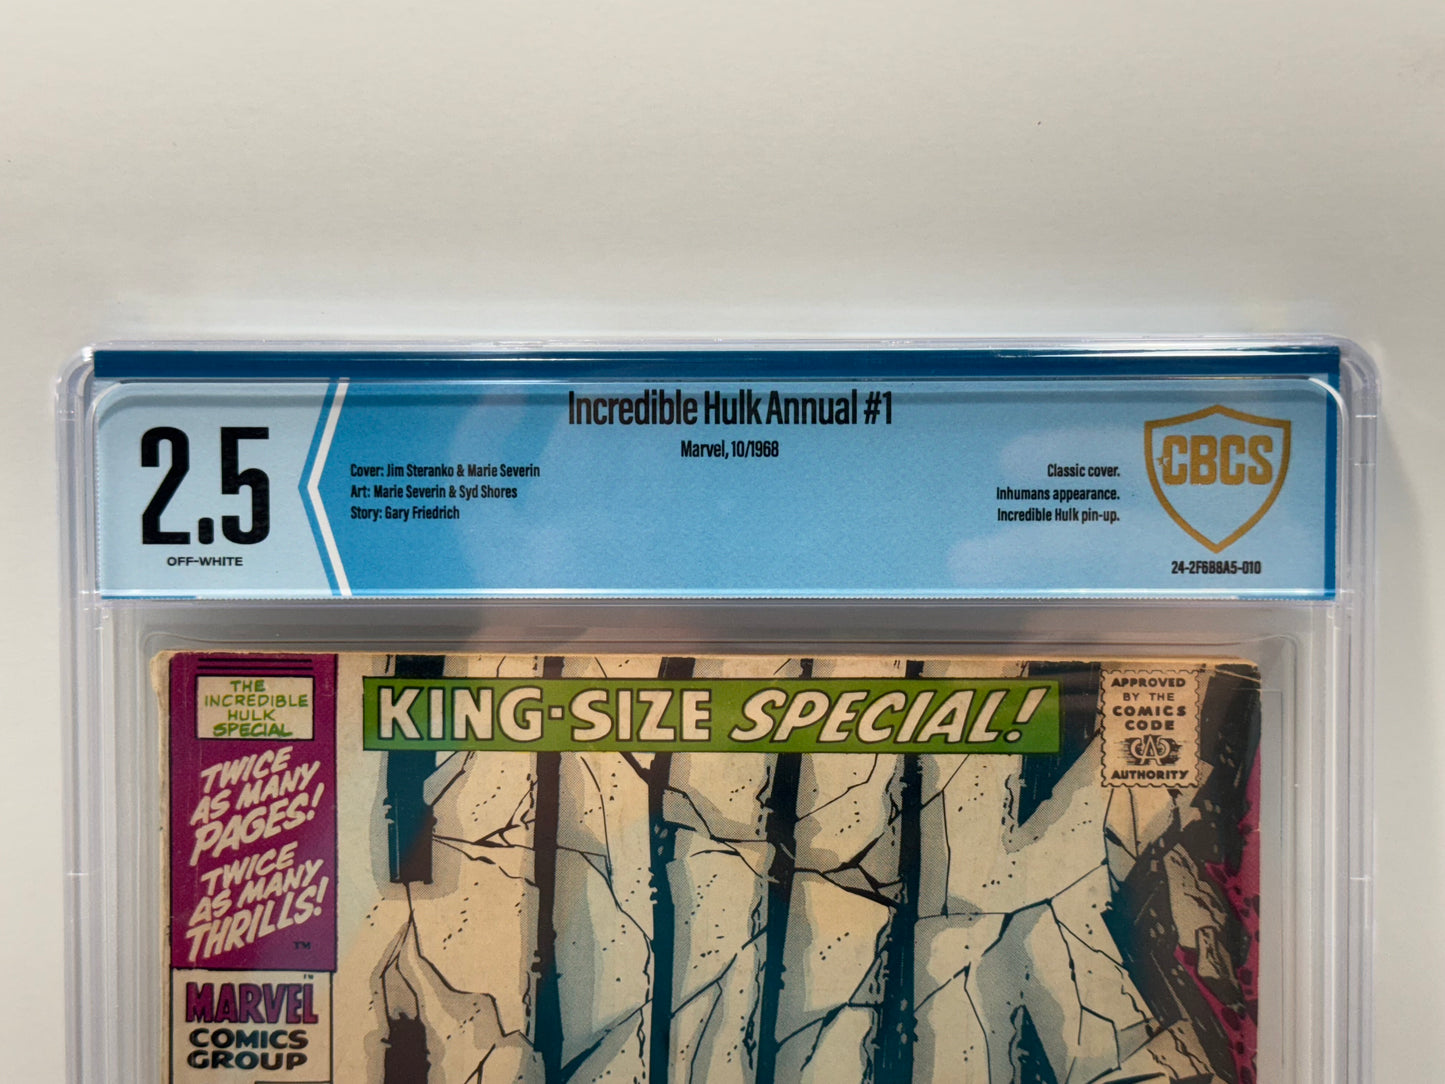 Incredible Hulk Annual #1
Marvel, 10/1968
2.5
OFF-WHITE
Cover: Jim Steranko & Marie Severin
Art: Marie Severin & Syd Shores
Story: Gary Friedrich
Classic cover.
Inhumans appearance.
Incredible Hulk pin-up.
CBCS
24-2F6B8A5-010
THE
INCREDIBLE
HULK
SPECIAL
TWICE
AS MANY
PAGES!
TWICE
AS MANY
THRILLS!
TM
TM
MARVEL
COMICS
GROUP
KING-SIZE SPECIAL!
APPROVED
BY THE
COMICS
CODE
CA
AUTHORITY